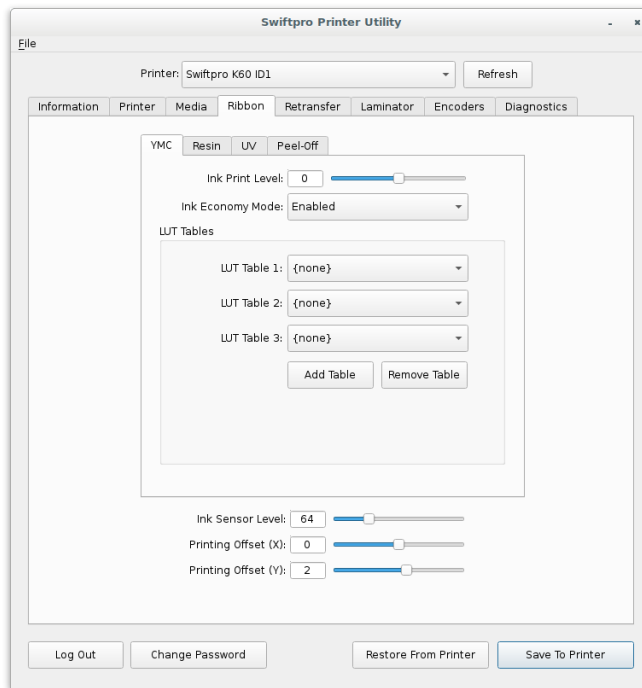 Swiftpro Printer Utility
File
Printer: Swiftpro K60 ID1 Refresh
Information Printer Media Ribbon Retransfer Laminator Encoders Diagnostics
YMC Resin UV Peel-Off
Ink Print Level: 0
Ink Economy Mode: Enabled
LUT Tables
LUT Table 1: {none}
LUT Table 2: {none}
LUT Table 3: {none}
Add Table Remove Table
Ink Sensor Level: 64
Printing Offset (X): 0
Printing Offset (Y): 2
Log Out Change Password Restore From Printer Save To Printer